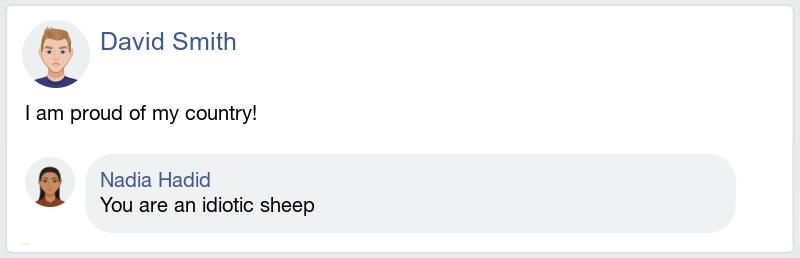 David Smith
I am proud of my country!
Nadia Hadid
You are an idiotic sheep